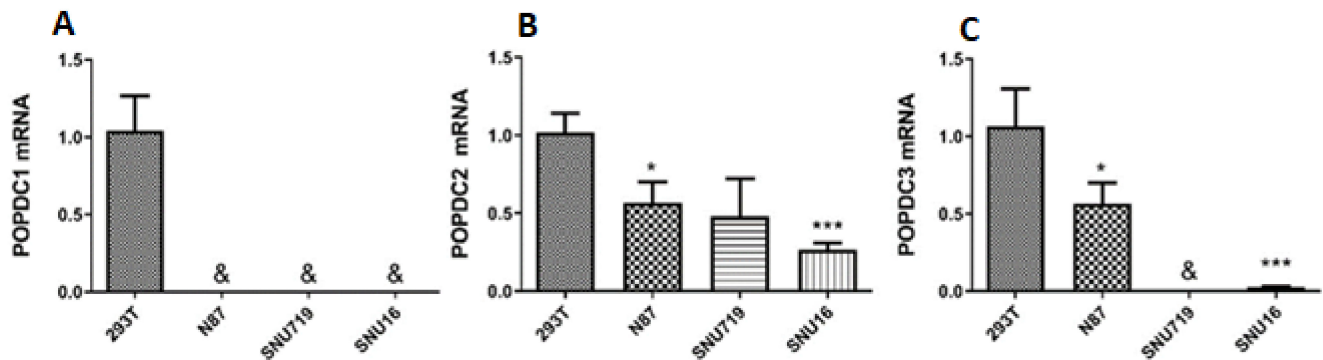 A
POPDC1 mRNA
1.5
1.0
0.5
0.0
& & &
293T
N87
SNU719
SNU16
B
POPDC2 mRNA
1.5
1.0
0.5
0.0
*
***
293T
N87
SNU719
SNU16
C
POPDC3 mRNA
1.5
1.0
0.5
0.0
*
&
***
293T
N87
SNU719
SNU16